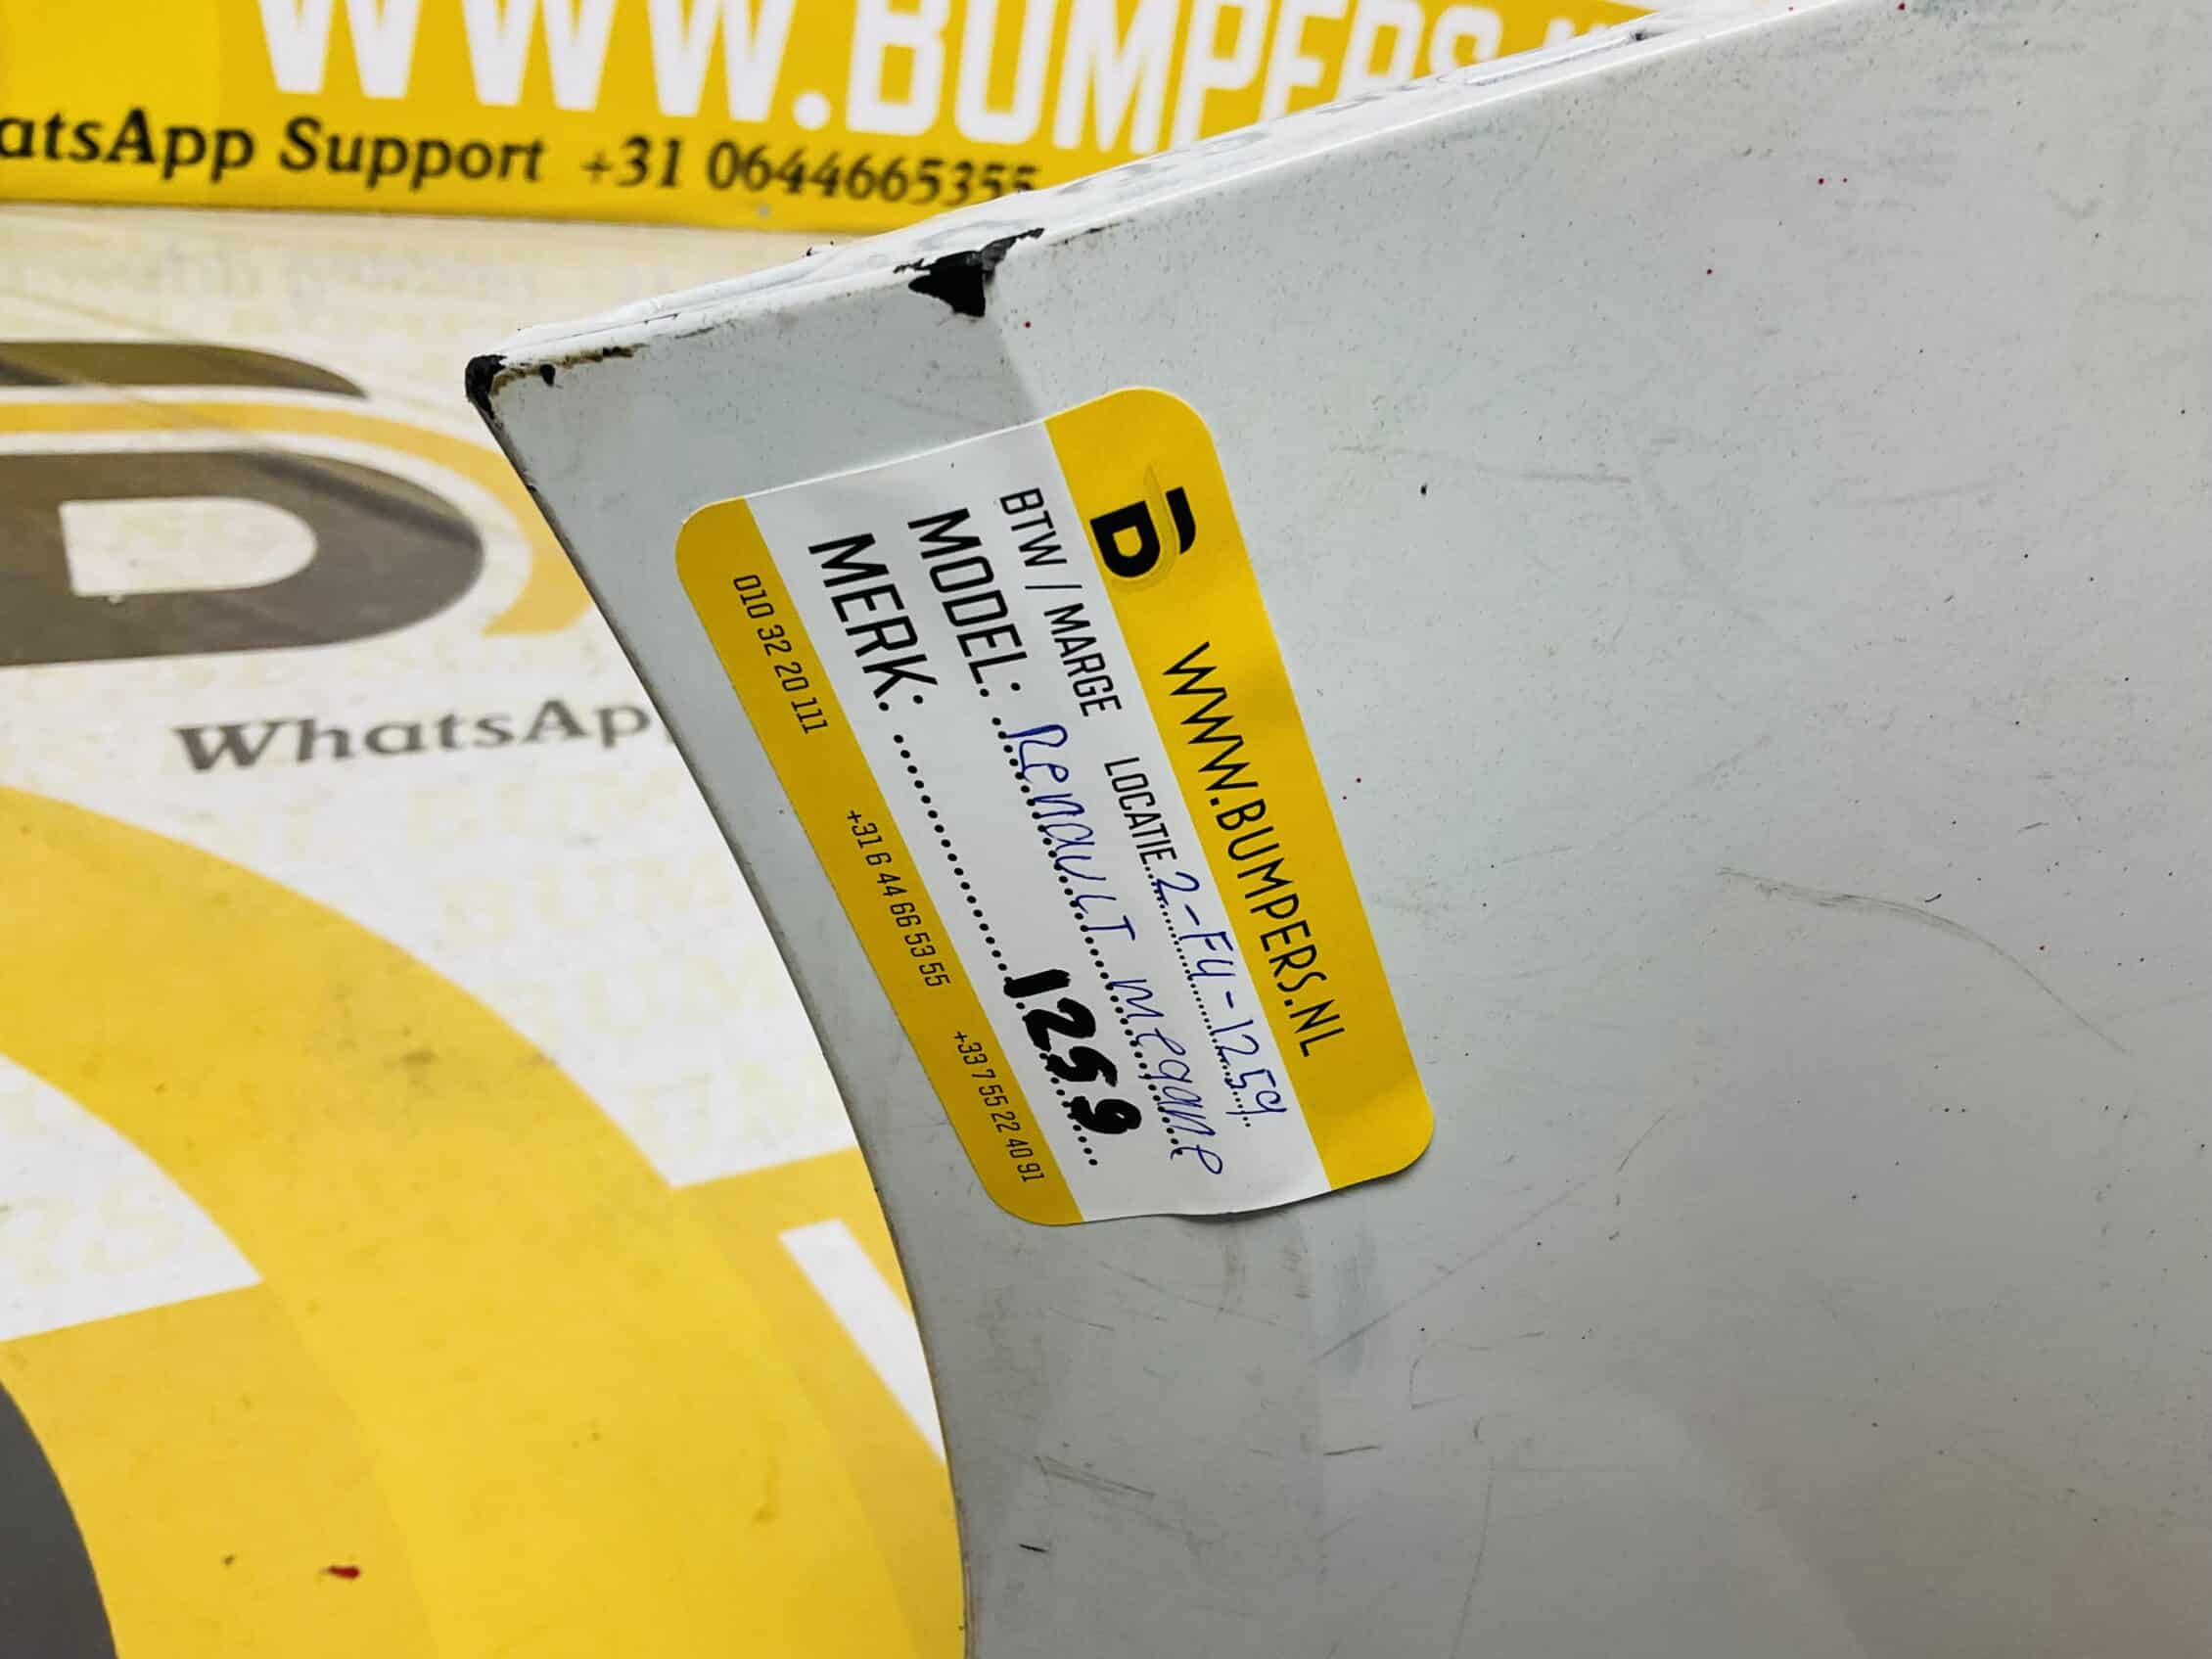 WWW.BUMPERS.N
atsApp Support +31 0644665355
WhatsAp
WWW.BUMPERS.NL
BTW / MARGE LOCATIE 2-F4-1259
MODEL: Renault megane
MERK: 1259
010 32 20 111 +31 6 44 66 53 55 +33 7 55 22 40 91